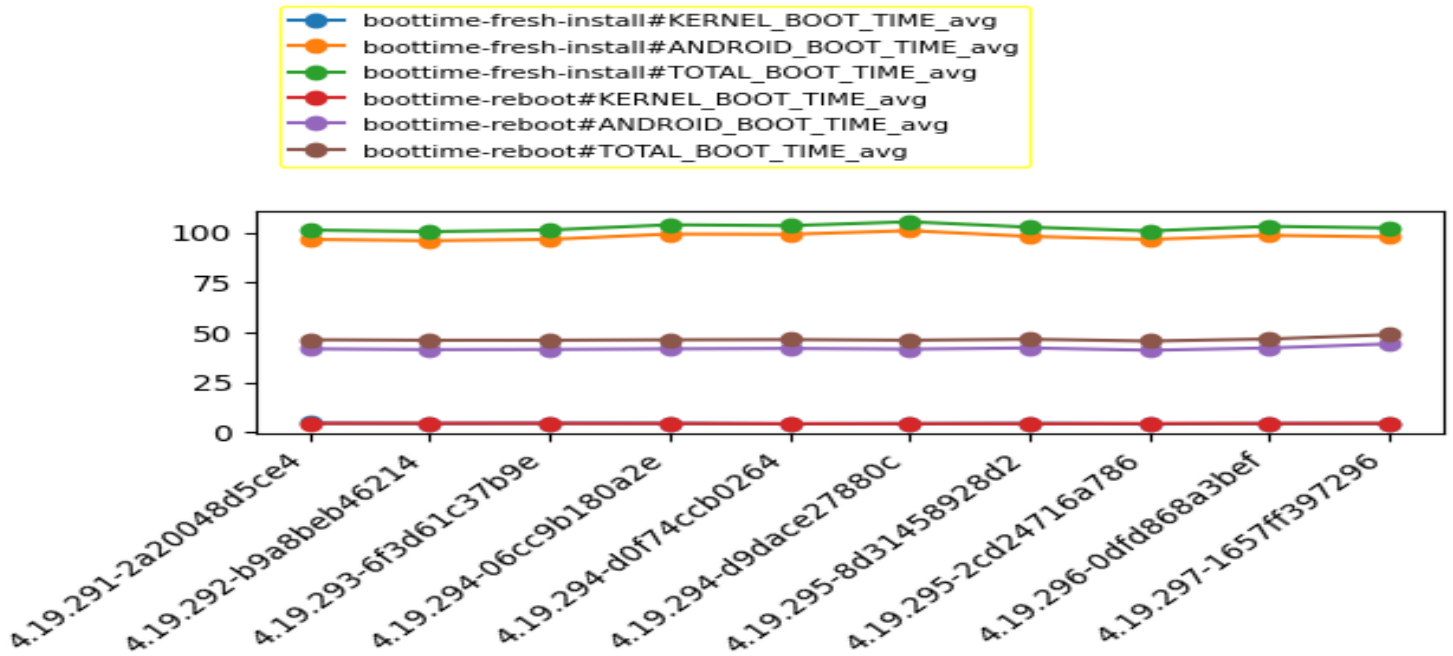 boottime-fresh-install#KERNEL_BOOT_TIME_avg
boottime-fresh-install#ANDROID_BOOT_TIME_avg
boottime-fresh-install#TOTAL_BOOT_TIME_avg
boottime-reboot#KERNEL_BOOT_TIME_avg
boottime-reboot#ANDROID_BOOT_TIME_avg
boottime-reboot#TOTAL_BOOT_TIME_avg
100
75
50
25
0
4.19.291-2a20048d5ce4
4.19.292-b9a8beb46214
4.19.293-6f3d61c37b9e
4.19.294-06cc9b180a2e
4.19.294-d0f74ccb0264
4.19.294-d9dace27880c
4.19.295-8d31458928d2
4.19.295-2cd24716a786
4.19.296-0dfd868a3bef
4.19.297-1657ff397296